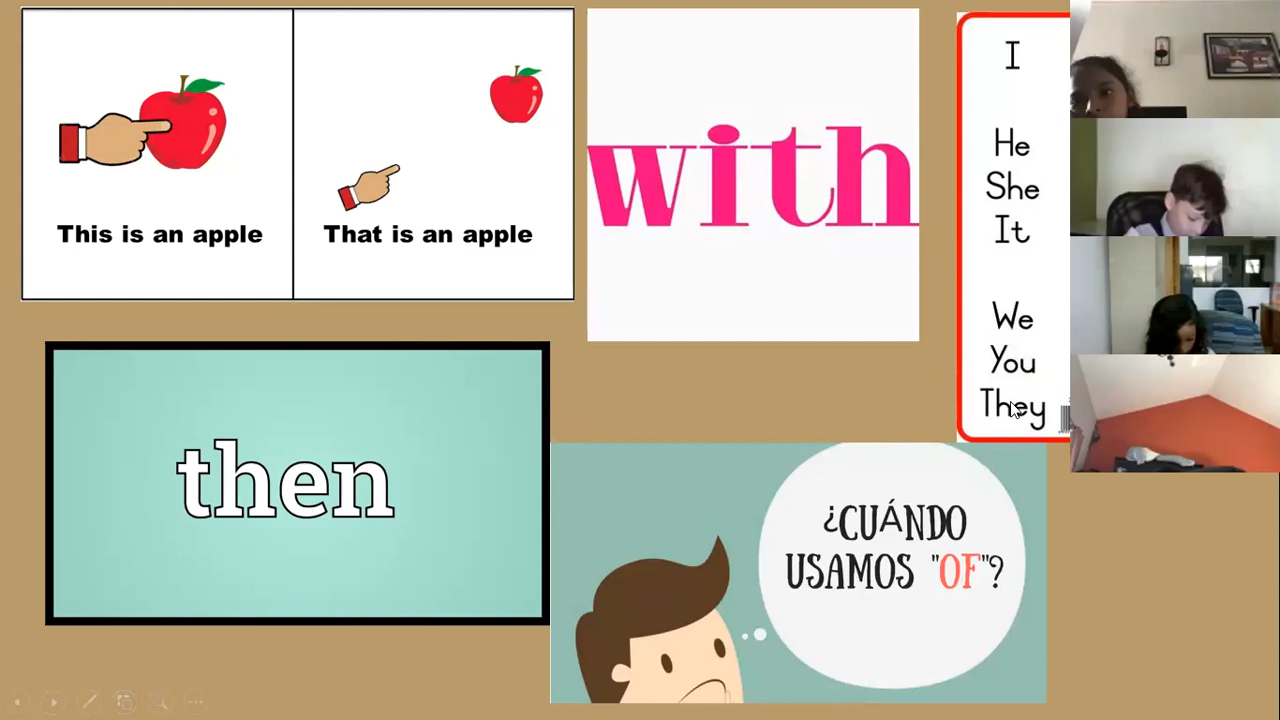 This is an apple
That is an apple
with
I
He
She
It
We
You
They
then
¿CUÁNDO
USAMOS "OF"?